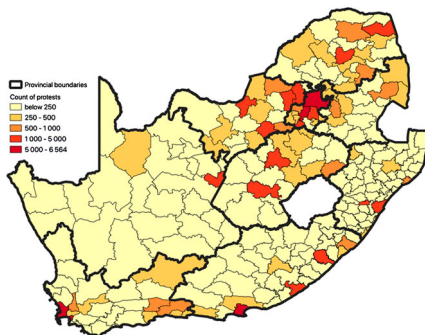 Provincial boundaries
Count of protests
below 250
250 - 500
500 - 1 000
1 000 - 5 000
5 000 - 6 564